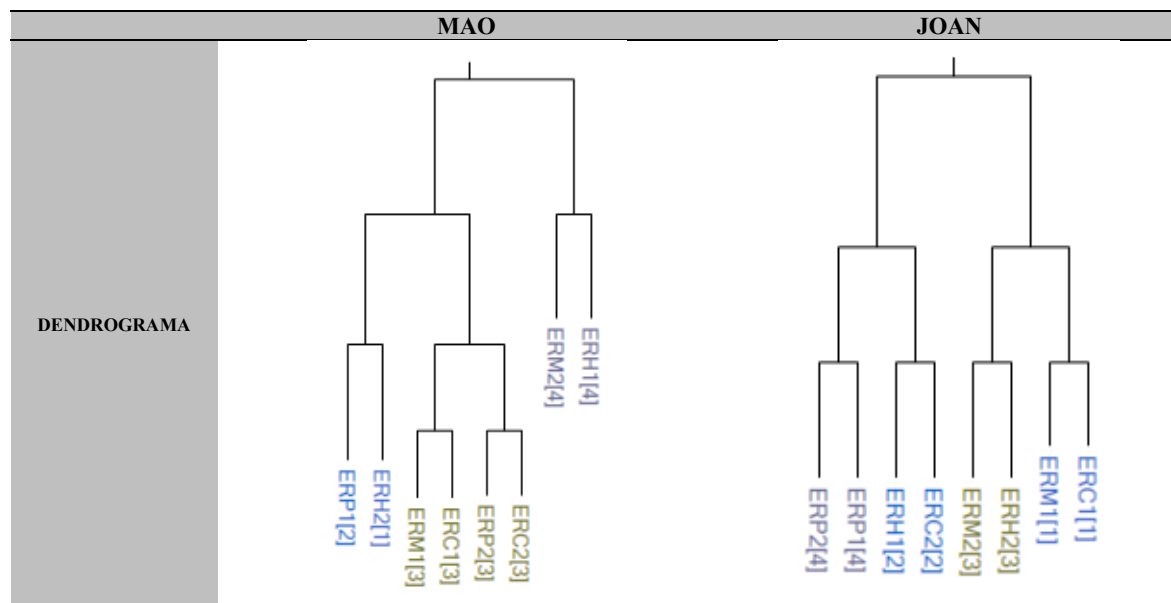 MAO
JOAN
DENDROGRAMA
ERP1[2]
ERH2[1]
ERM1[3]
ERC1[3]
ERP2[3]
ERC2[3]
ERM2[4]
ERH1[4]
ERP2[4]
ERP1[4]
ERH1[2]
ERC2[2]
ERM2[3]
ERH2[3]
ERM1[1]
ERC1[1]